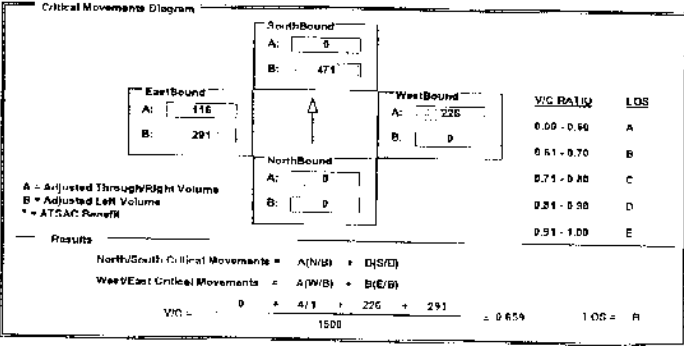 Critical Movements Diagram
SouthBound
A: 0
B: 471
EastBound
A: 116
B: 291
WestBound
A: 226
B: 0
NorthBound
A: 0
B: 0
V/C RATIO LOS
0.00 - 0.60 A
0.61 - 0.70 B
0.71 - 0.80 C
0.81 - 0.90 D
0.91 - 1.00 E
A = Adjusted Through/Right Volume
B = Adjusted Left Volume
* = ATSAC Benefit
Results
North/South Critical Movements = A(N/B) + B(S/B)
West/East Critical Movements = A(W/B) + B(E/B)
V/C = 0 + 471 + 226 + 291
1500
= 0.659 LOS = B